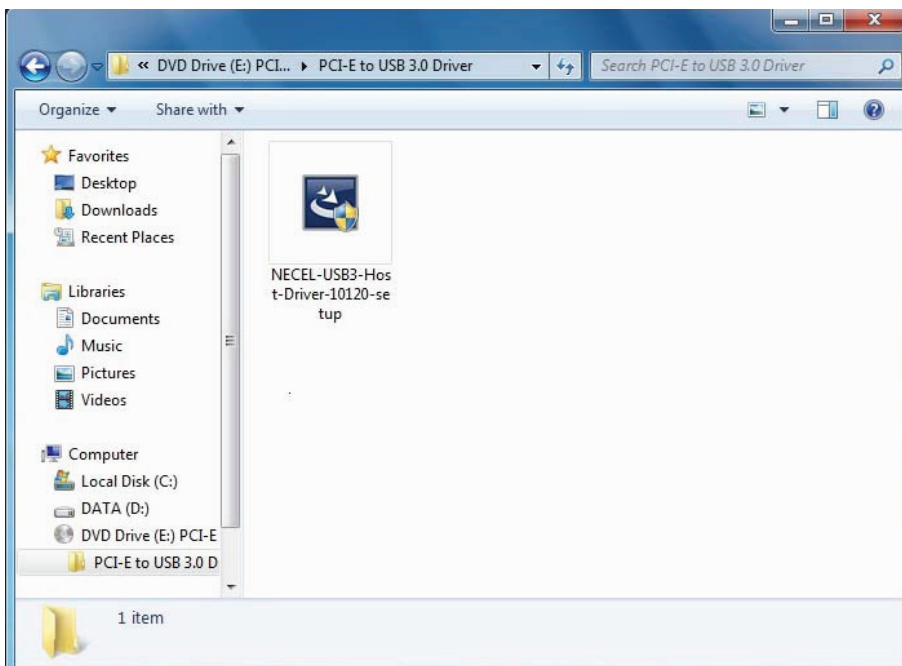 « DVD Drive (E:) PCI... ▸ PCI-E to USB 3.0 Driver
Search PCI-E to USB 3.0 Driver
Organize
Share with
Favorites
Desktop
Downloads
Recent Places
Libraries
Documents
Music
Pictures
Videos
Computer
Local Disk (C:)
DATA (D:)
DVD Drive (E:) PCI-E
PCI-E to USB 3.0 D
NECEL-USB3-Hos
t-Driver-10120-se
tup
1 item